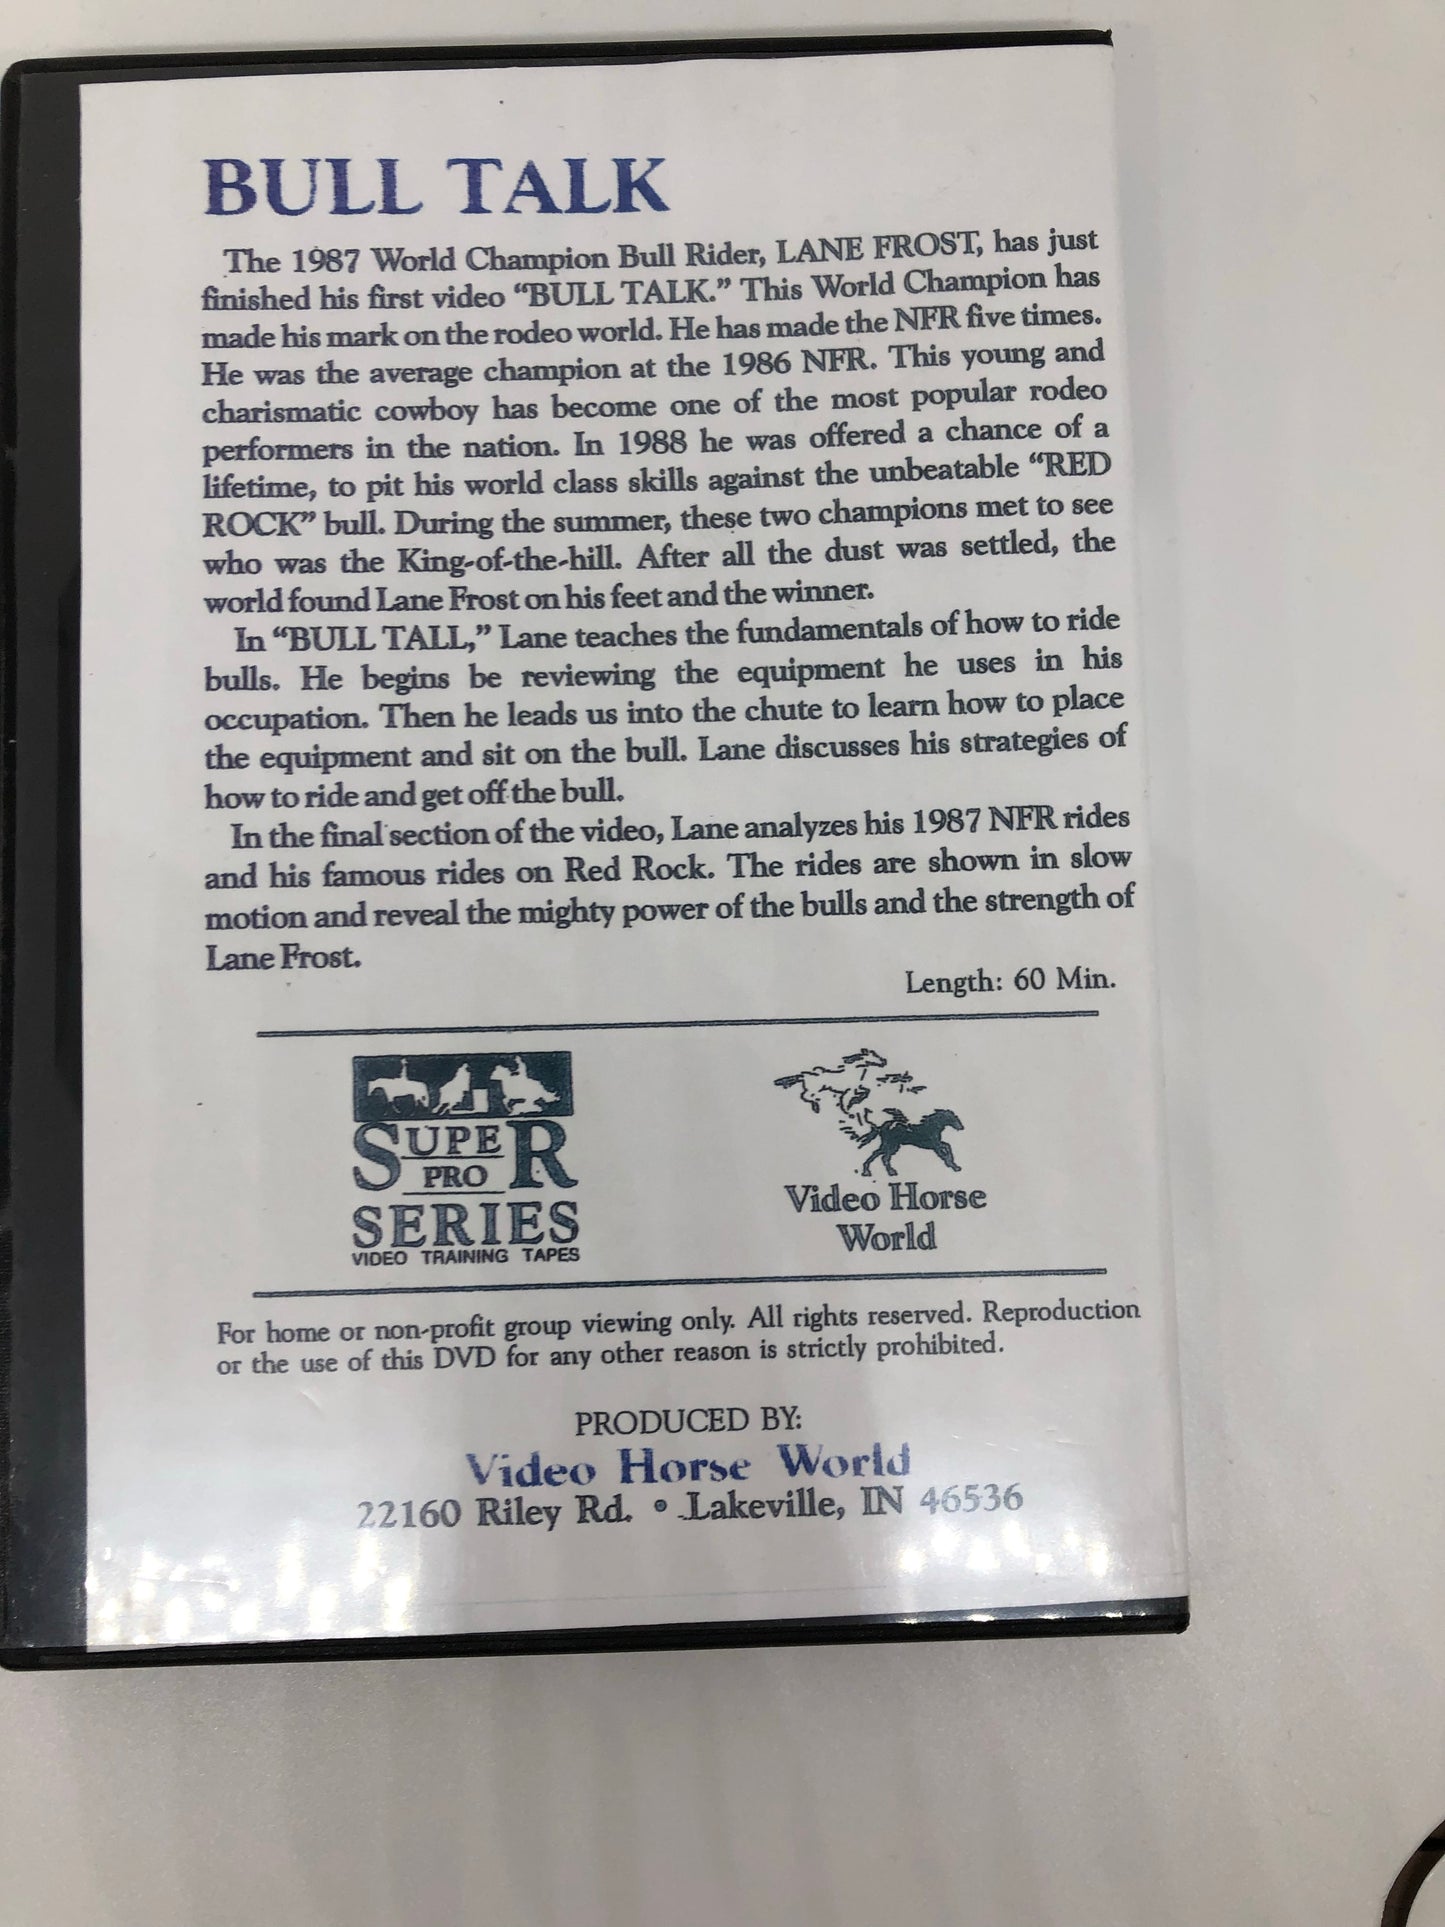 BULL TALK
The 1987 World Champion Bull Rider, LANE FROST, has just
finished his first video “BULL TALK.” This World Champion has
made his mark on the rodeo world. He has made the NFR five times.
He was the average champion at the 1986 NFR. This young and
charismatic cowboy has become one of the most popular rodeo
performers in the nation. In 1988 he was offered a chance of a
lifetime, to pit his world class skills against the unbeatable “RED
ROCK” bull. During the summer, these two champions met to see
who was the King-of-the-hill. After all the dust was settled, the
world found Lane Frost on his feet and the winner.
In “BULL TALL,” Lane teaches the fundamentals of how to ride
bulls. He begins be reviewing the equipment he uses in his
occupation. Then he leads us into the chute to learn how to place
the equipment and sit on the bull. Lane discusses his strategies of
how to ride and get off the bull.
In the final section of the video, Lane analyzes his 1987 NFR rides
and his famous rides on Red Rock. The rides are shown in slow
motion and reveal the mighty power of the bulls and the strength of
Lane Frost.
Length: 60 Min.
SUPER
PRO
SERIES
VIDEO TRAINING TAPES
Video Horse
World
For home or non-profit group viewing only. All rights reserved. Reproduction
or the use of this DVD for any other reason is strictly prohibited.
PRODUCED BY:
Video Horse World
22160 Riley Rd. • Lakeville, IN 46536